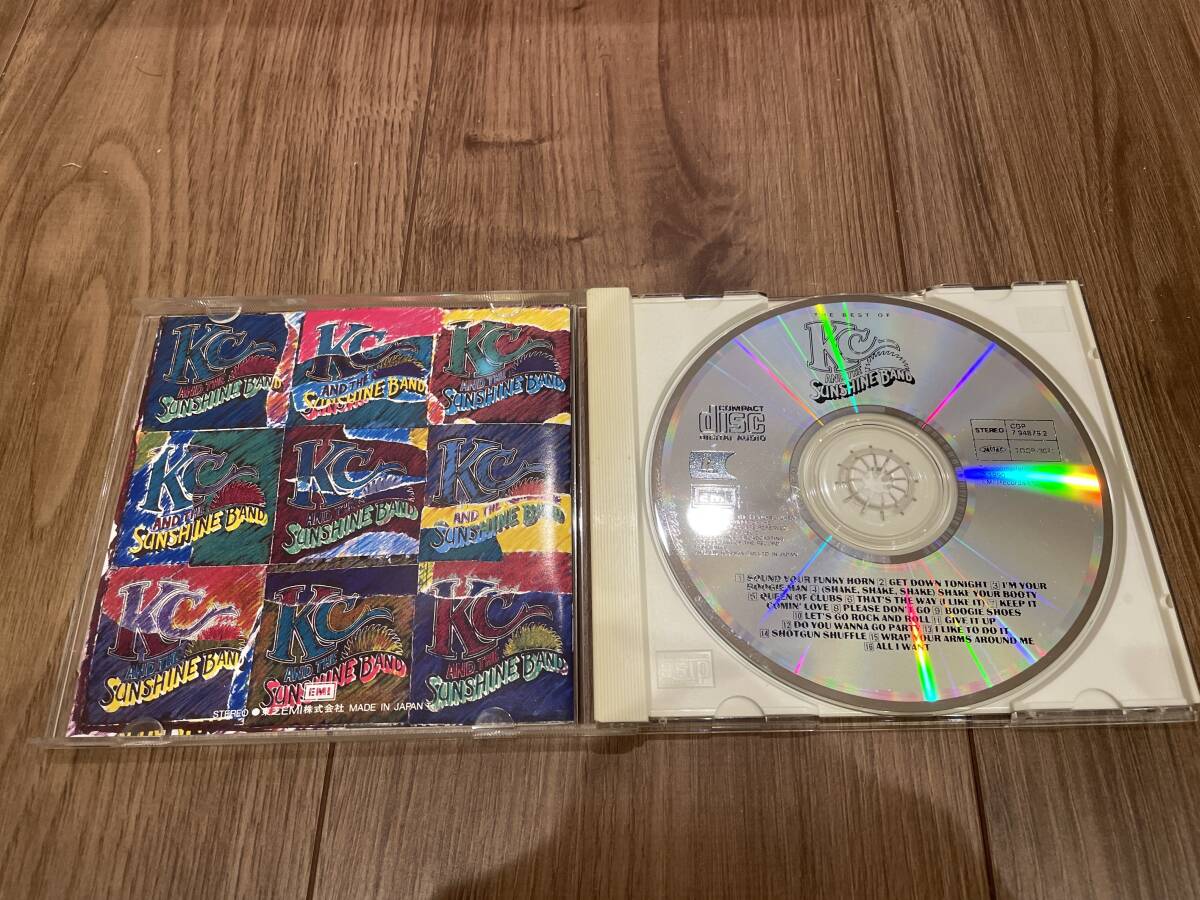 KC
AND THE
SUNSHINE BAND
KC
AND THE
SUNSHINE BAND
KC
AND THE
SUNSHINE BAND
KC
AND THE
SUNSHINE BAND
KC
AND THE
SUNSHINE BAND
KC
AND THE
SUNSHINE BAND
KC
AND THE
SUNSHINE BAND
KC
AND THE
SUNSHINE BAND
KC
AND THE
SUNSHINE BAND
EMI
STEREO ● 東芝EMI株式会社 MADE IN JAPAN
THE BEST OF
KC
AND THE
SUNSHINE BAND
COMPACT
disc
DIGITAL AUDIO
STEREO
CDP
7 94875 2
EMI
1 SOUND YOUR FUNKY HORN 2 GET DOWN TONIGHT 3 I'M YOUR
BOOGIE MAN 4 (SHAKE, SHAKE, SHAKE) SHAKE YOUR BOOTY
5 QUEEN OF CLUBS 6 THAT'S THE WAY (I LIKE IT) 7 KEEP IT
COMIN' LOVE 8 PLEASE DON'T GO 9 BOOGIE SHOES
10 LET'S GO ROCK AND ROLL 11 GIVE IT UP
12 DO YOU WANNA GO PARTY 13 I LIKE TO DO IT
14 SHOTGUN SHUFFLE 15 WRAP YOUR ARMS AROUND ME
16 ALL I WANT
disc